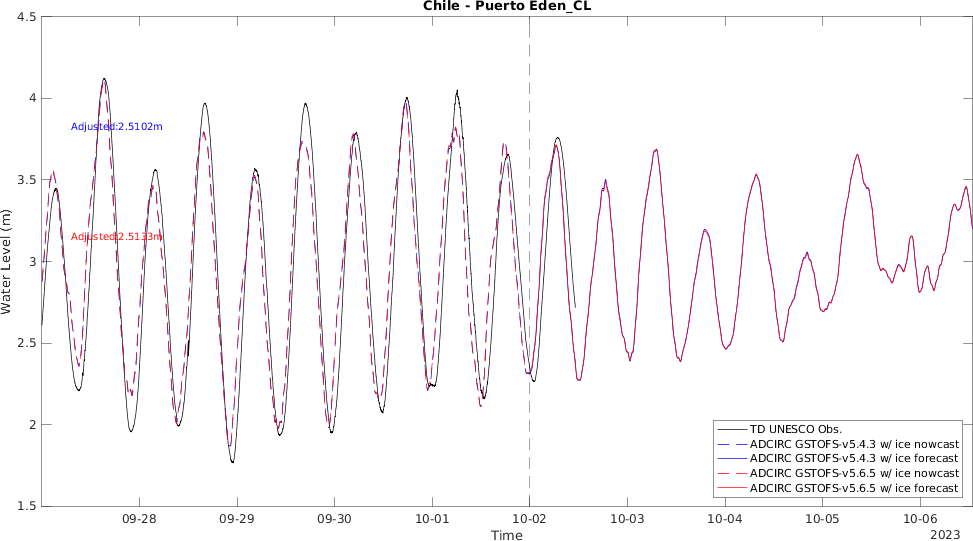 Chile - Puerto Eden_CL
4.5
4
3.5
3
2.5
2
1.5
Water Level (m)
Adjusted:2.5102m
Adjusted:2.5133m
TD UNESCO Obs.
ADCIRC GSTOFS-v5.4.3 w/ ice nowcast
ADCIRC GSTOFS-v5.4.3 w/ ice forecast
ADCIRC GSTOFS-v5.6.5 w/ ice nowcast
ADCIRC GSTOFS-v5.6.5 w/ ice forecast
09-28
09-29
09-30
10-01
10-02
10-03
10-04
10-05
10-06
Time
2023